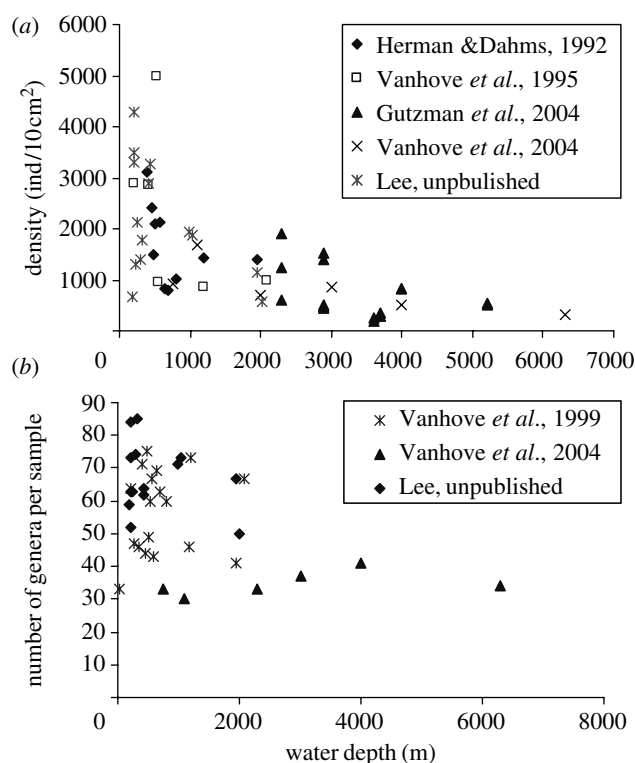 (a)
6000
5000
4000
3000
2000
1000
0
density (ind/10cm²)
Herman &Dahms, 1992
Vanhove et al., 1995
Gutzman et al., 2004
Vanhove et al., 2004
Lee, unpbulished
1000 2000 3000 4000 5000 6000 7000
(b)
90
80
70
60
50
40
30
20
10
0
number of genera per sample
Vanhove et al., 1999
Vanhove et al., 2004
Lee, unpublished
2000 4000 6000 8000
water depth (m)